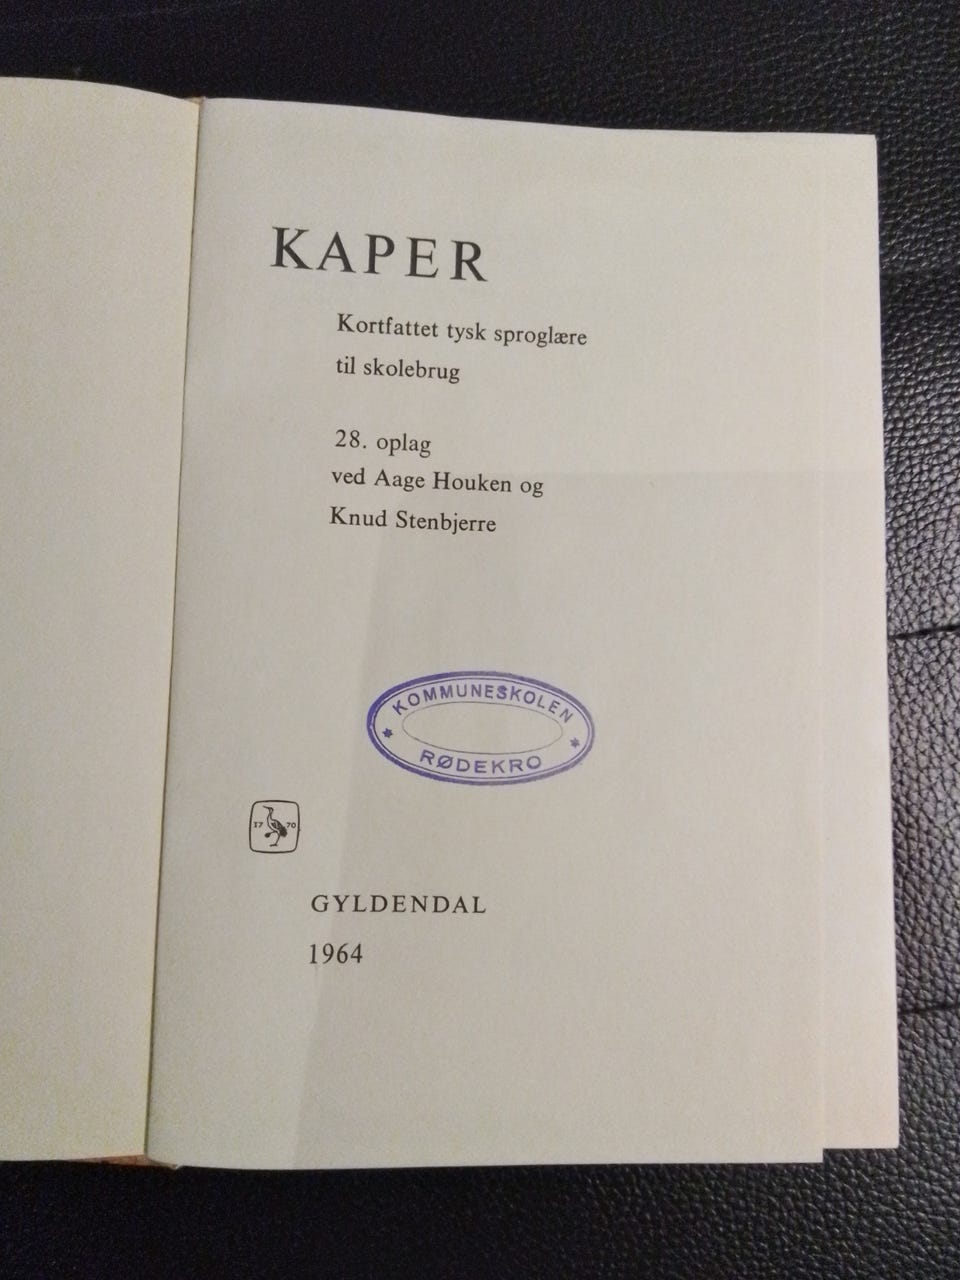 KAPER
Kortfattet tysk sproglære
til skolebrug
28. oplag
ved Aage Houken og
Knud Stenbjerre
KOMMUNESKOLEN
RØDEKRO
17 70
GYLDENDAL
1964